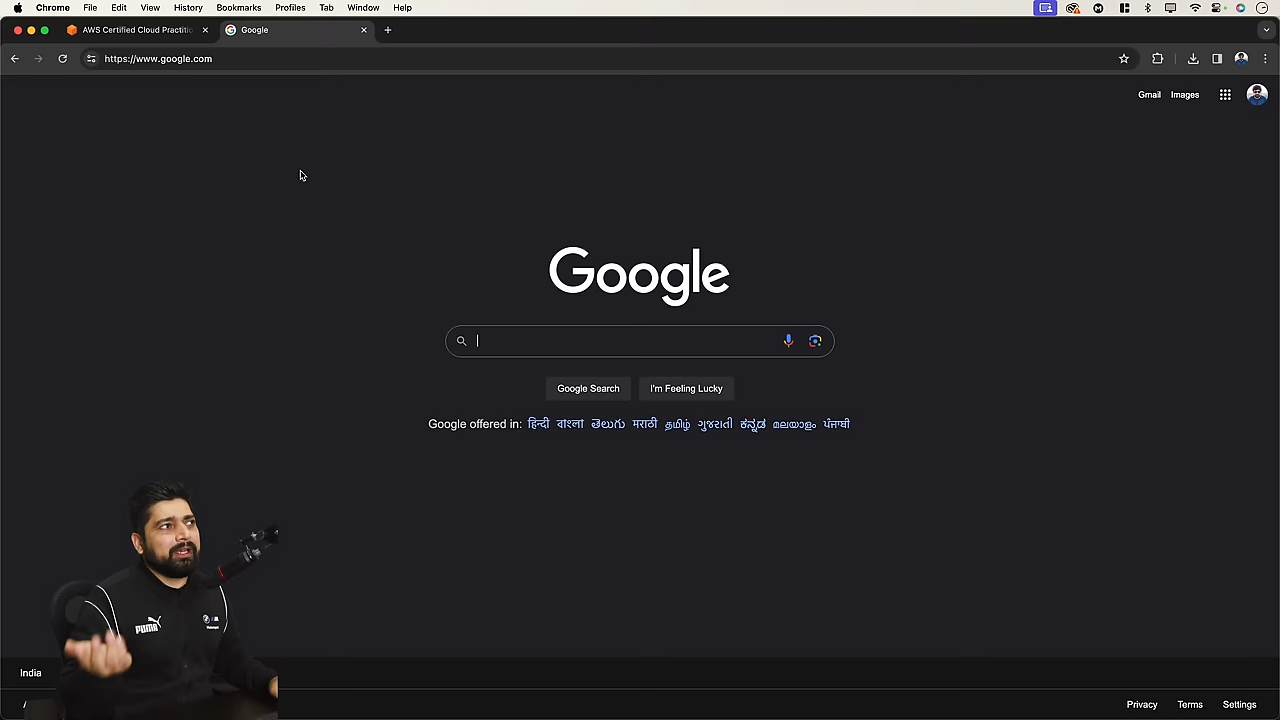 Chrome File Edit View History Bookmarks Profiles Tab Window Help
AWS Certified Cloud Practitio
Google
https://www.google.com
Gmail Images
Google
Google Search I'm Feeling Lucky
Google offered in: हिन्दी বাংলা తెలుగు मराठी தமிழ் ગુજરાતી ಕನ್ನಡ മലയാളം ਪੰਜਾਬੀ
PUMA
India
Privacy Terms Settings